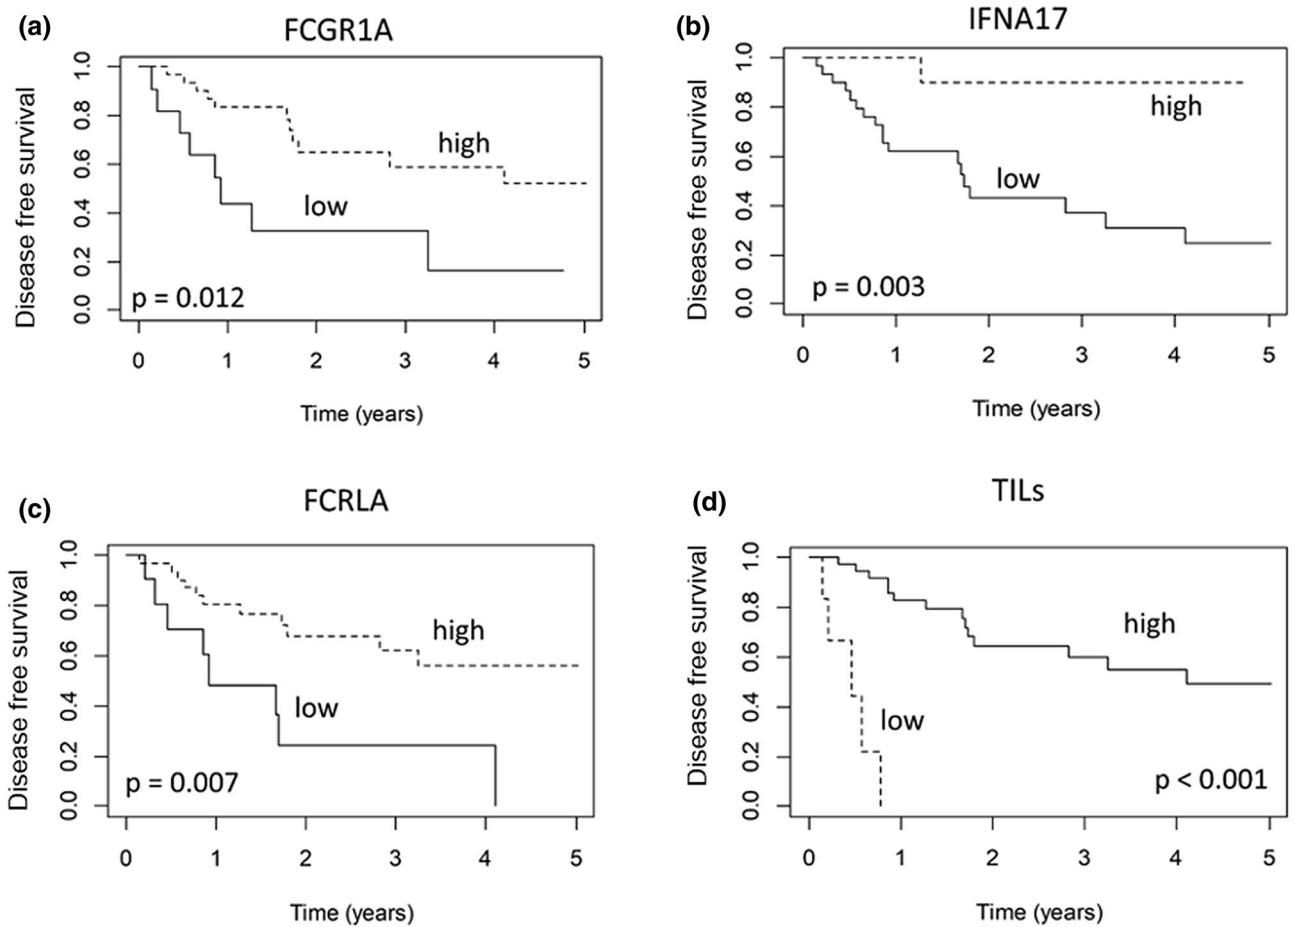 (a)
FCGR1A
Disease free survival
1.0
0.8
0.6
0.4
0.2
0.0
high
low
p = 0.012
0 1 2 3 4 5
Time (years)
(b)
IFNA17
Disease free survival
1.0
0.8
0.6
0.4
0.2
0.0
high
low
p = 0.003
0 1 2 3 4 5
Time (years)
(c)
FCRLA
Disease free survival
1.0
0.8
0.6
0.4
0.2
0.0
high
low
p = 0.007
0 1 2 3 4 5
Time (years)
(d)
TILs
Disease free survival
1.0
0.8
0.6
0.4
0.2
0.0
high
low
p < 0.001
0 1 2 3 4 5
Time (years)